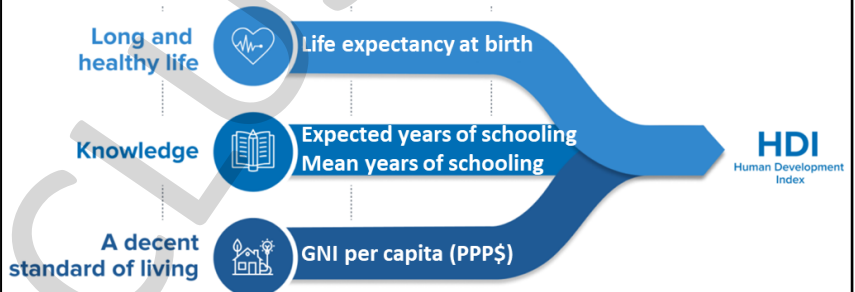 Long and
healthy life
Life expectancy at birth
Knowledge
Expected years of schooling
Mean years of schooling
A decent
standard of living
GNI per capita (PPP$)
HDI
Human Development
Index